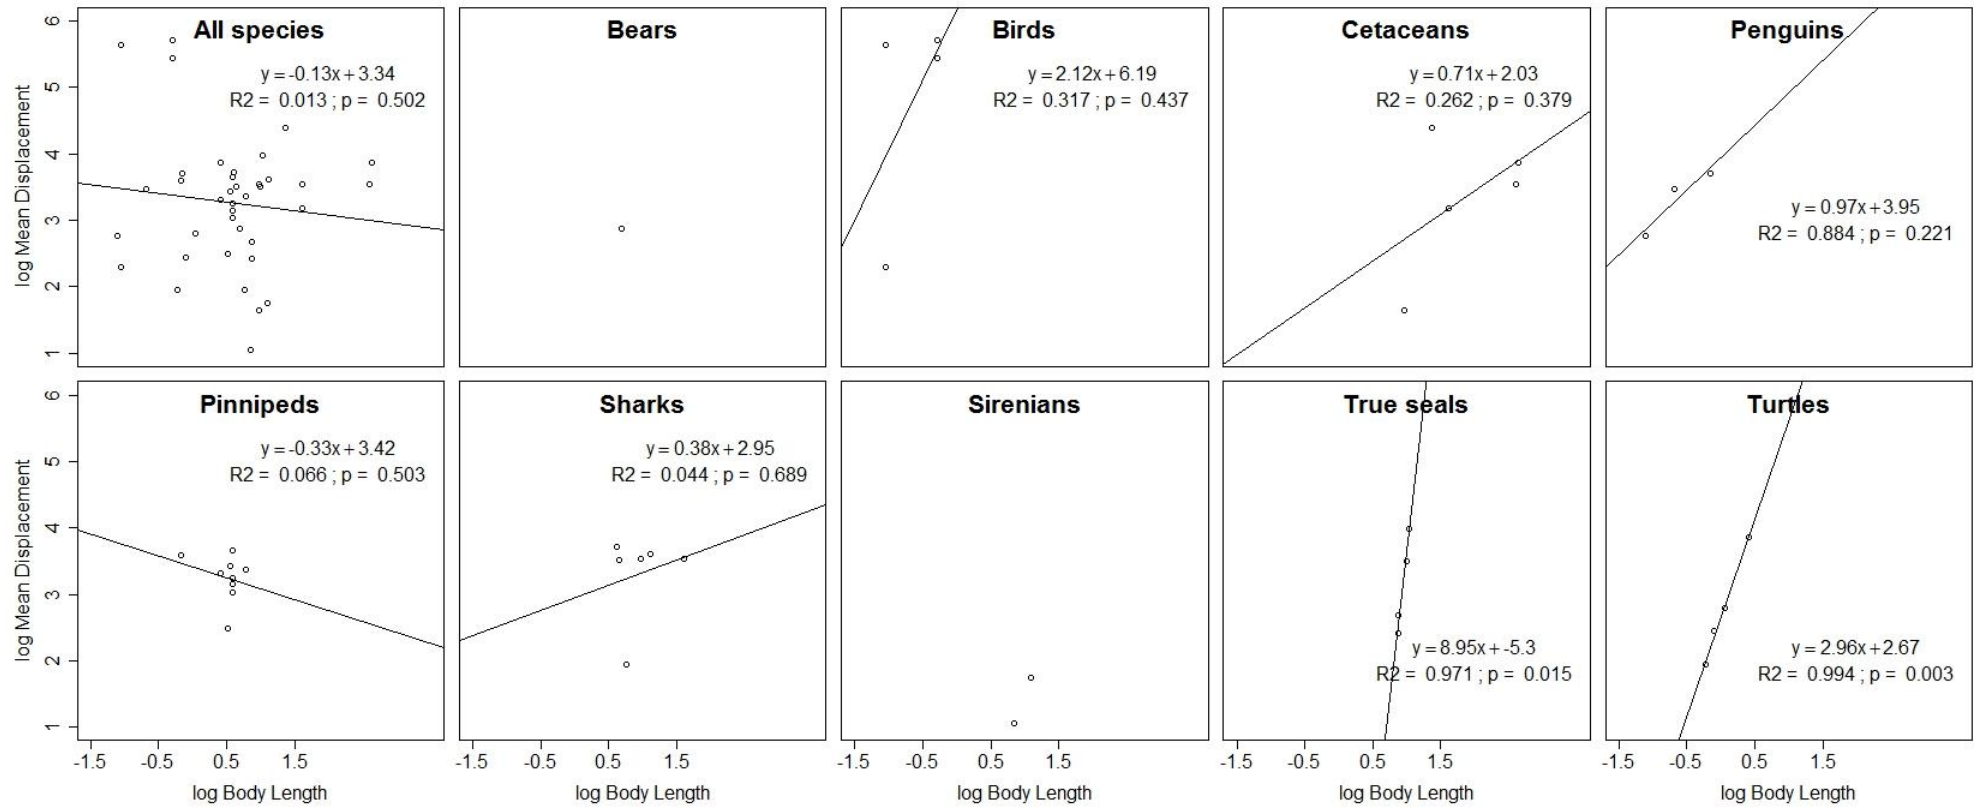 All species
y = -0.13x + 3.34
R2 = 0.013 ; p = 0.502
Bears
Birds
y = 2.12x + 6.19
R2 = 0.317 ; p = 0.437
Cetaceans
y = 0.71x + 2.03
R2 = 0.262 ; p = 0.379
Penguins
y = 0.97x + 3.95
R2 = 0.884 ; p = 0.221
log Mean Displacement
6
5
4
3
2
1
Pinnipeds
y = -0.33x + 3.42
R2 = 0.066 ; p = 0.503
Sharks
y = 0.38x + 2.95
R2 = 0.044 ; p = 0.689
Sirenians
True seals
y = 8.95x + -5.3
R2 = 0.971 ; p = 0.015
Turtles
y = 2.96x + 2.67
R2 = 0.994 ; p = 0.003
log Mean Displacement
6
5
4
3
2
1
-1.5 -0.5 0.5 1.5
-1.5 -0.5 0.5 1.5
-1.5 -0.5 0.5 1.5
-1.5 -0.5 0.5 1.5
-1.5 -0.5 0.5 1.5
log Body Length
log Body Length
log Body Length
log Body Length
log Body Length